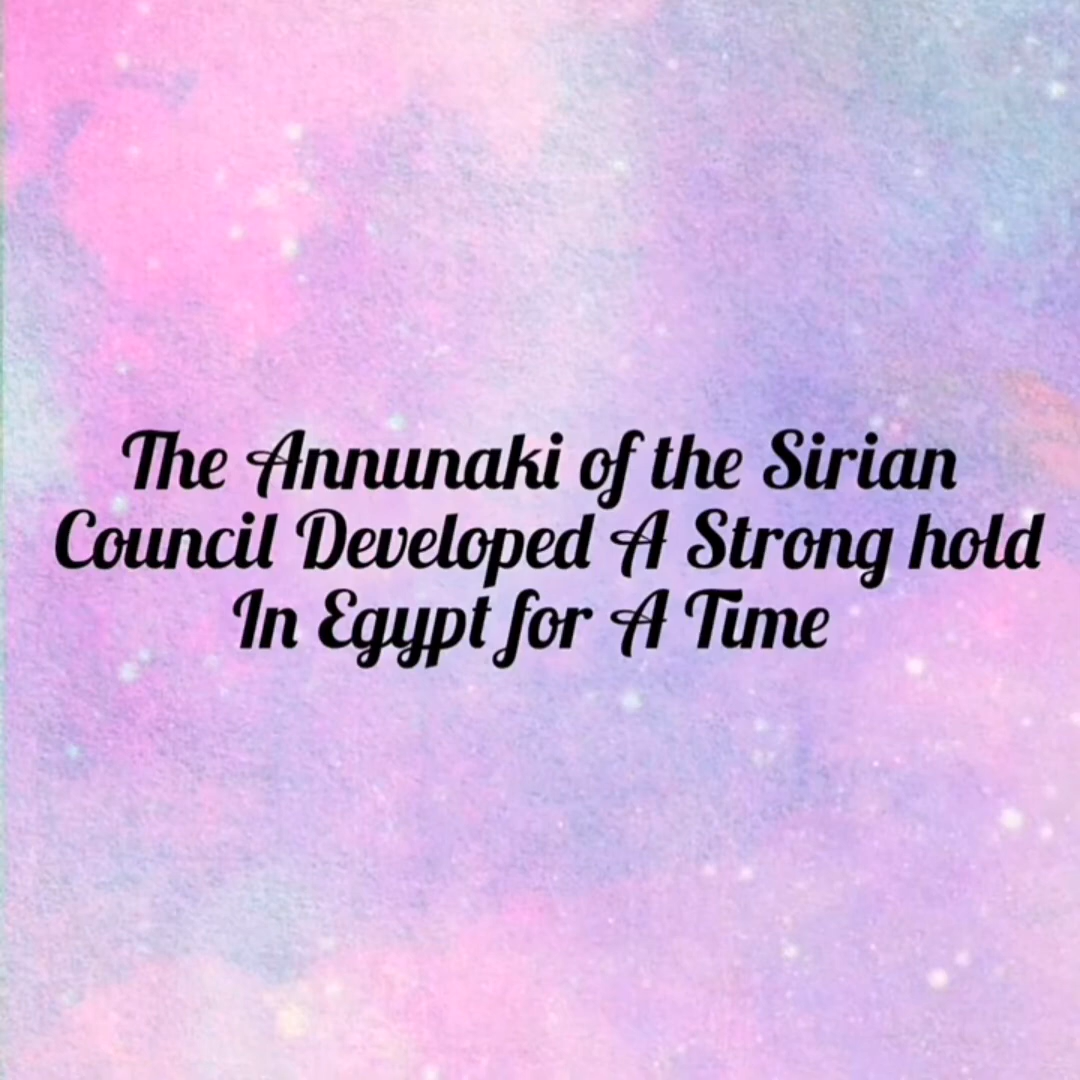 The Annunaki of the Sirian
Council Developed A Strong hold
In Egypt for A Time